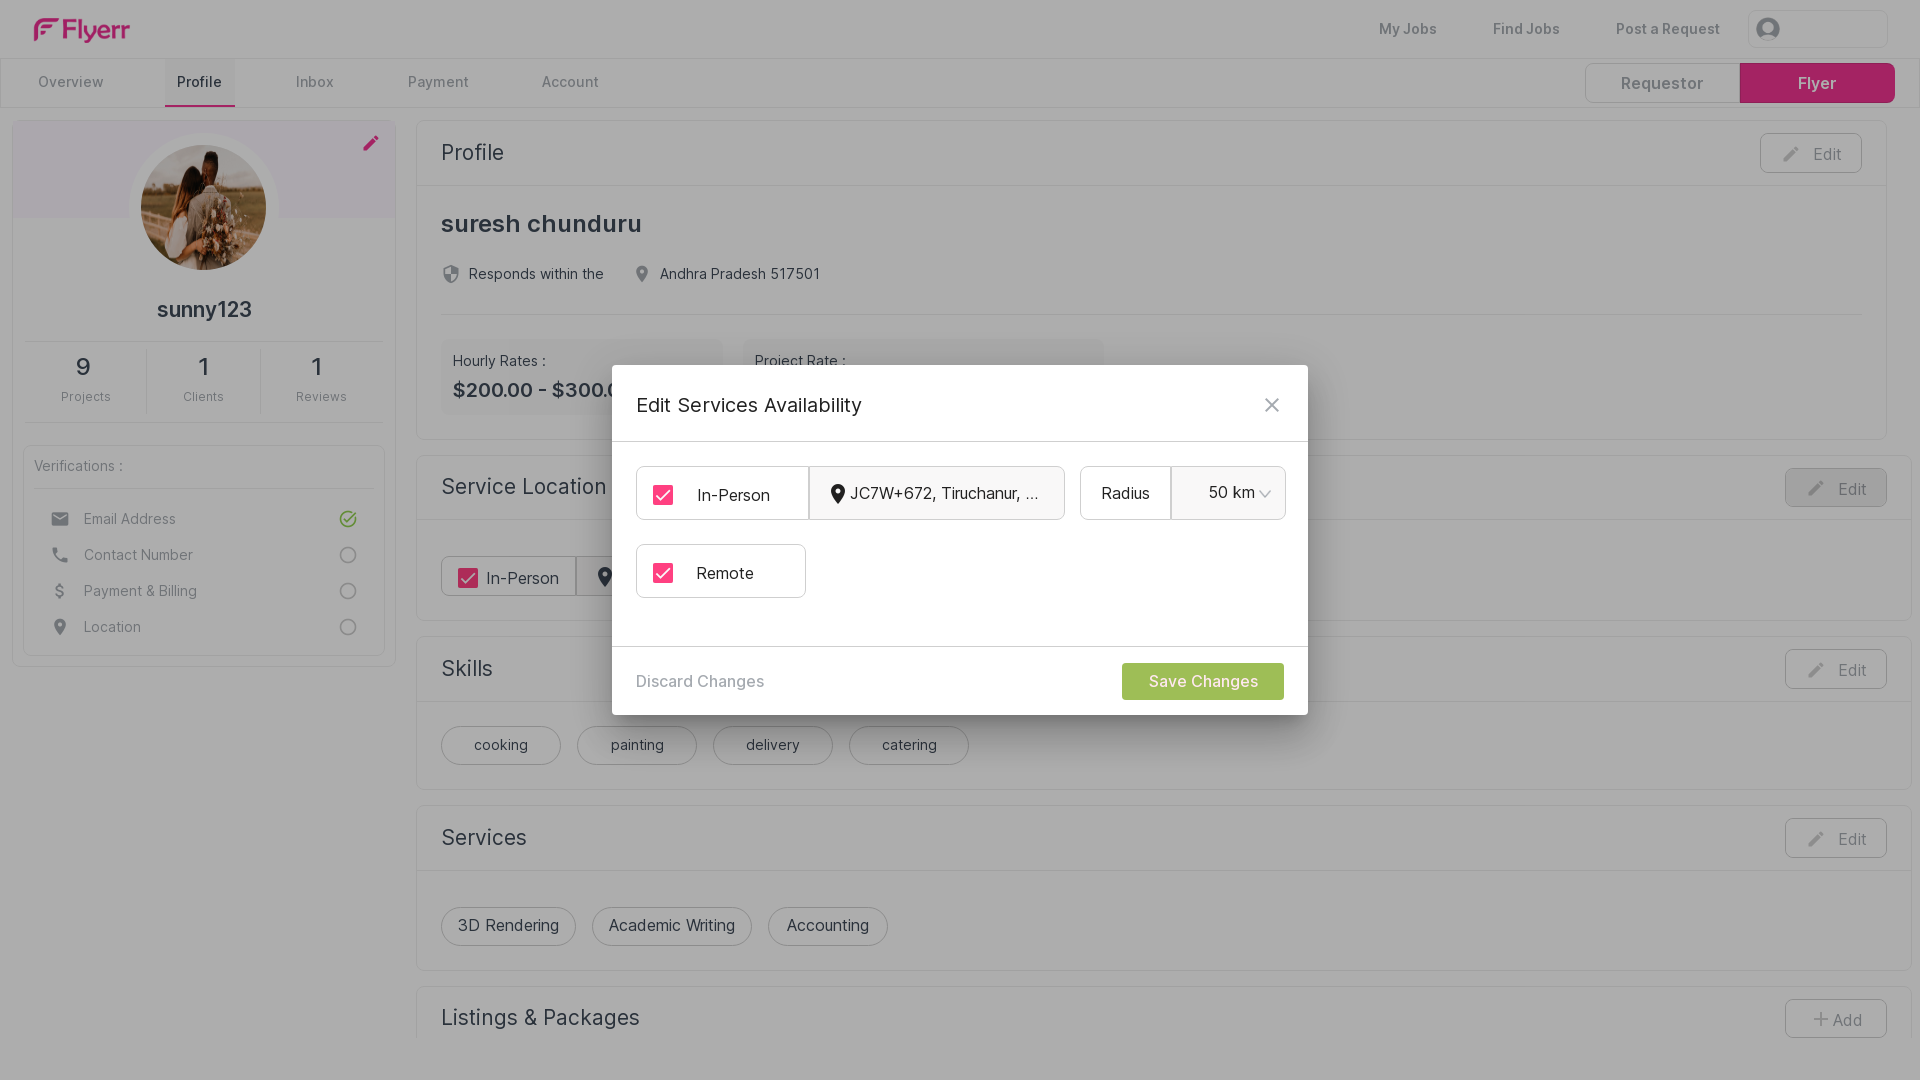 Flyerr
My Jobs
Find Jobs
Post a Request
Overview
Profile
Inbox
Payment
Account
Requestor
Flyer
sunny123
9
Projects
1
Clients
1
Reviews
Verifications :
Email Address
Contact Number
Payment & Billing
Location
Profile
Edit
suresh chunduru
Responds within the
Andhra Pradesh 517501
Hourly Rates :
$200.00 - $300.0
Project Rate :
Service Location
Edit
In-Person
Edit Services Availability
In-Person
JC7W+672, Tiruchanur, ...
Radius
50 km
Remote
Discard Changes
Save Changes
Skills
Edit
cooking
painting
delivery
catering
Services
Edit
3D Rendering
Academic Writing
Accounting
Listings & Packages
Add